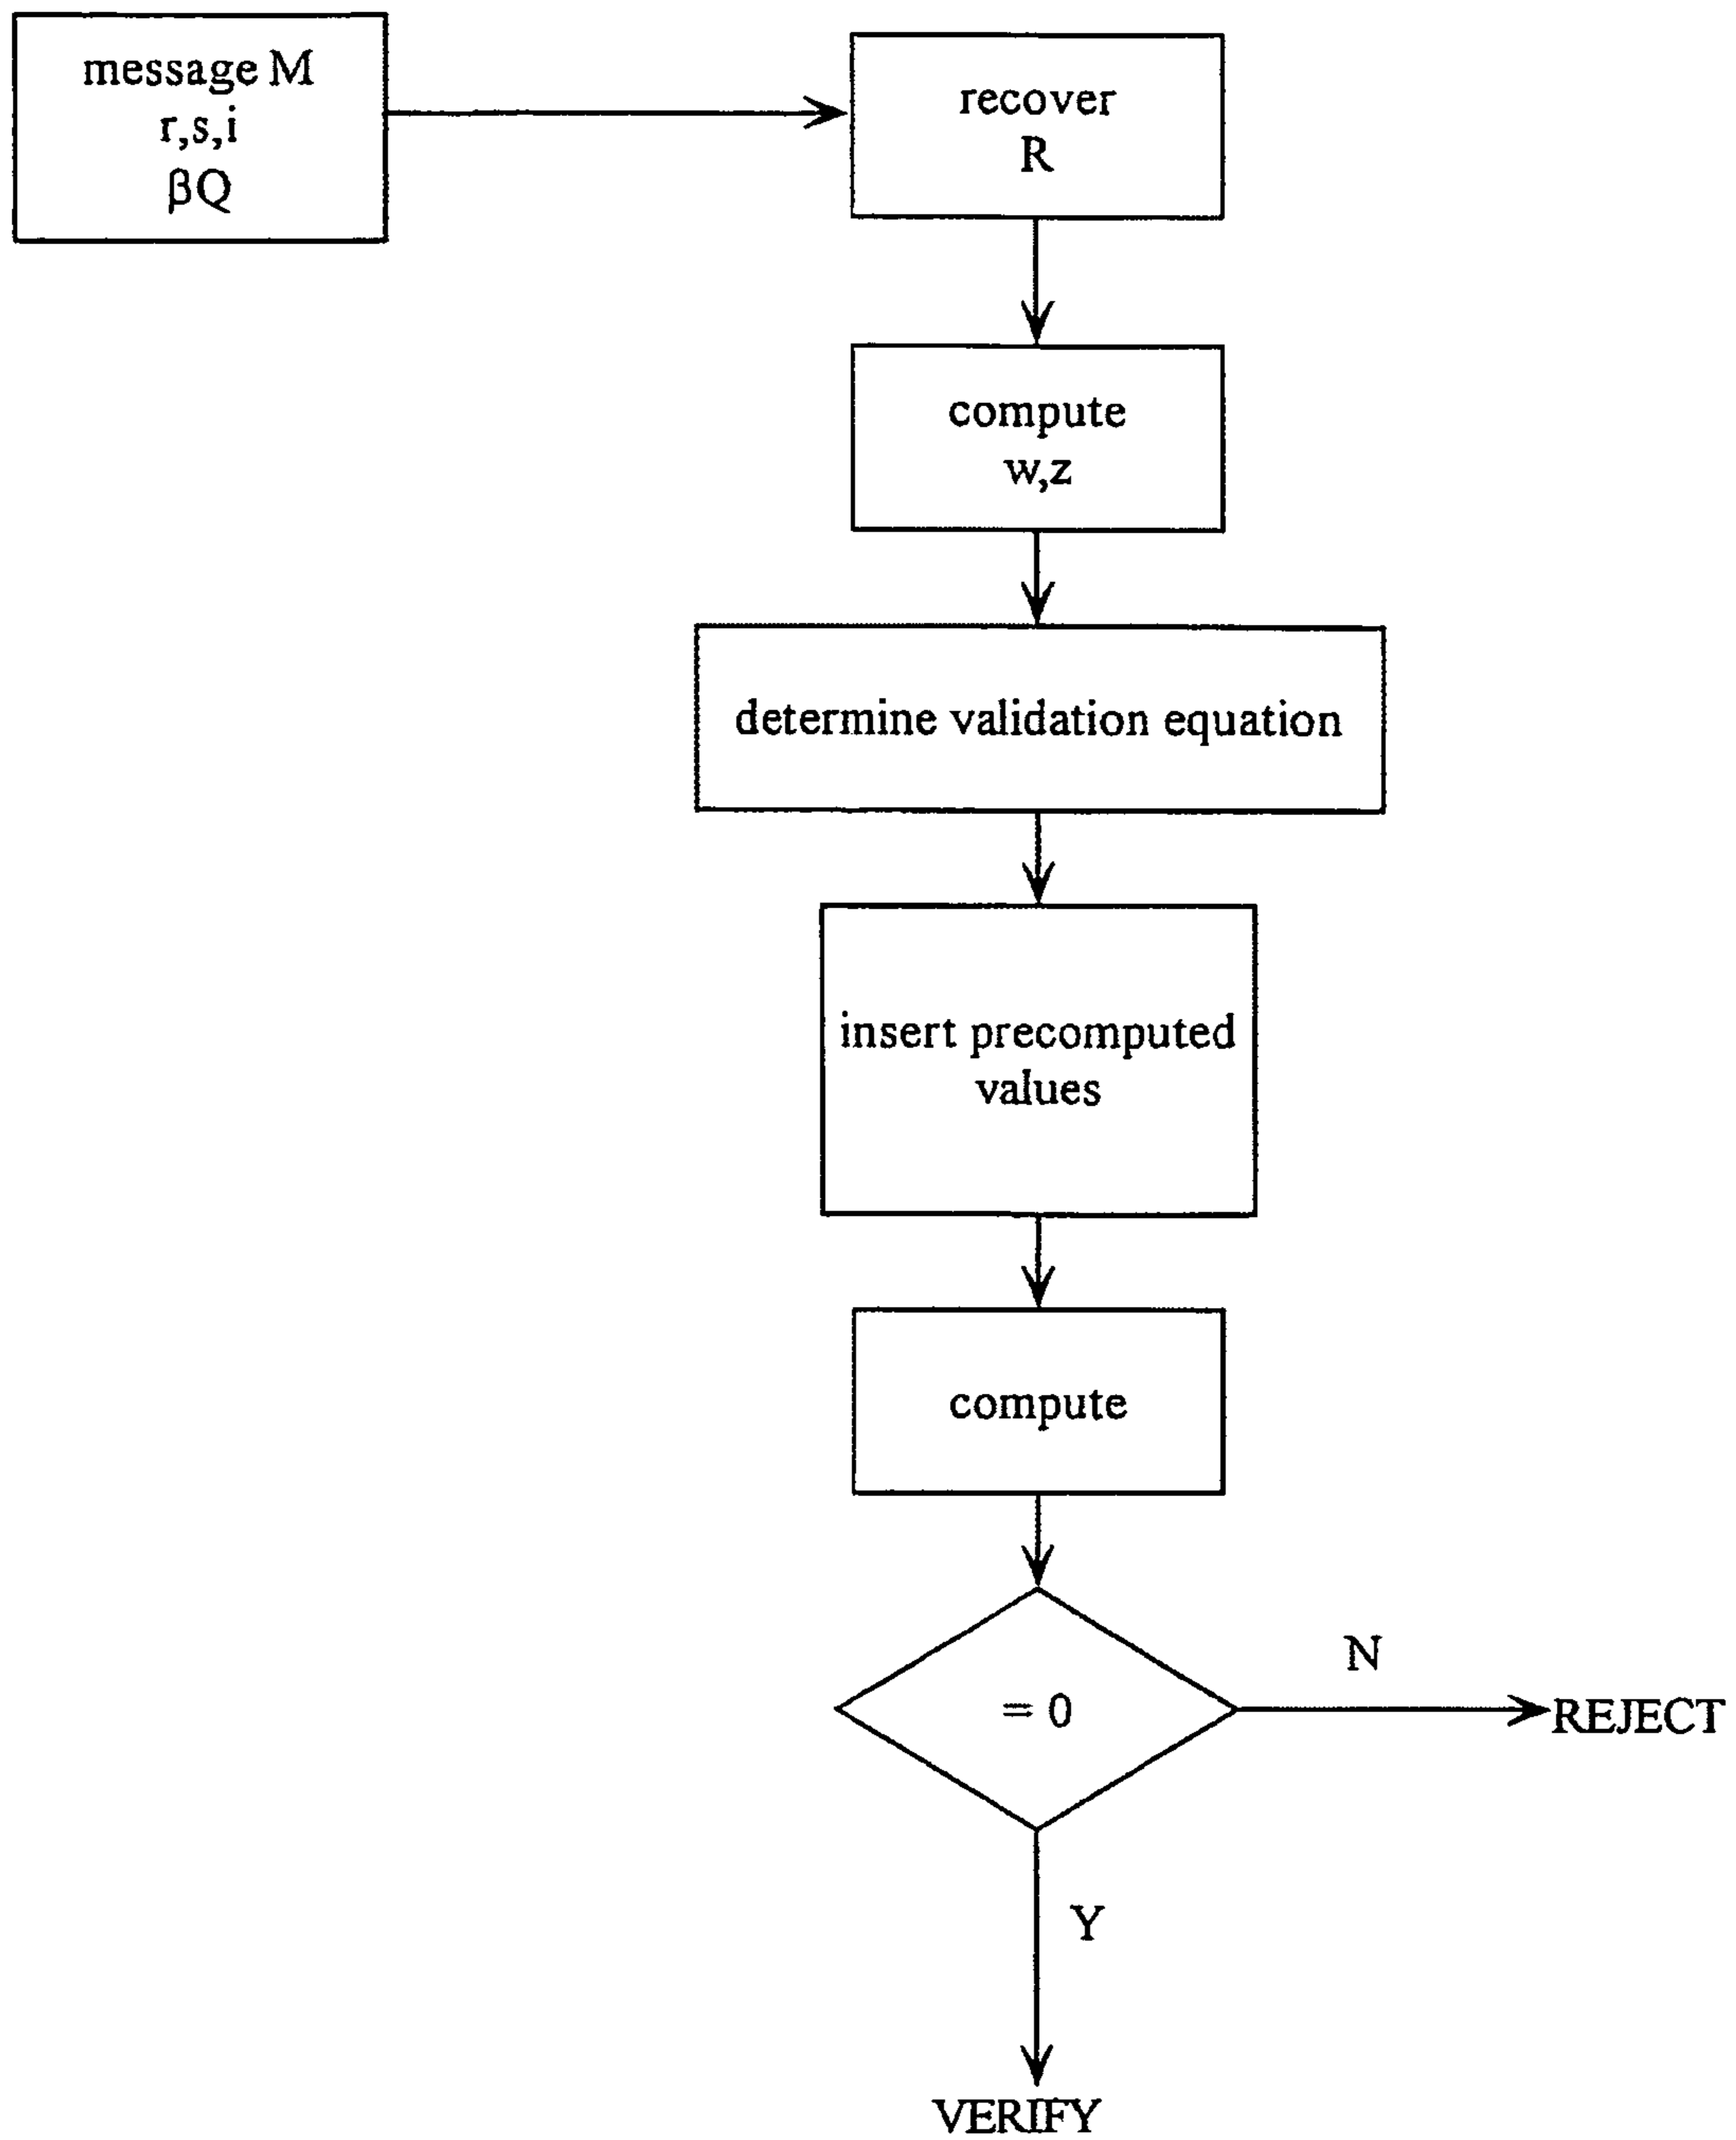 message M
r,s,i
βQ
recover
R
compute
w,z
determine validation equation
insert precomputed
values
compute
= 0
N
REJECT
Y
VERIFY